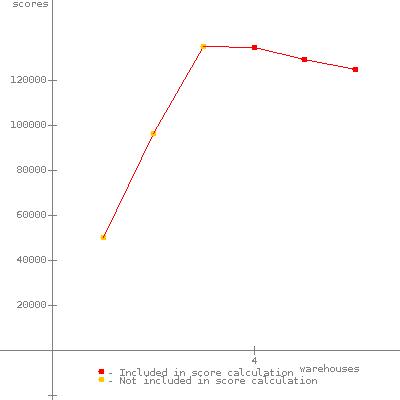 scores
120000
100000
80000
60000
40000
20000
4
warehouses
- Included in score calculation
- Not included in score calculation